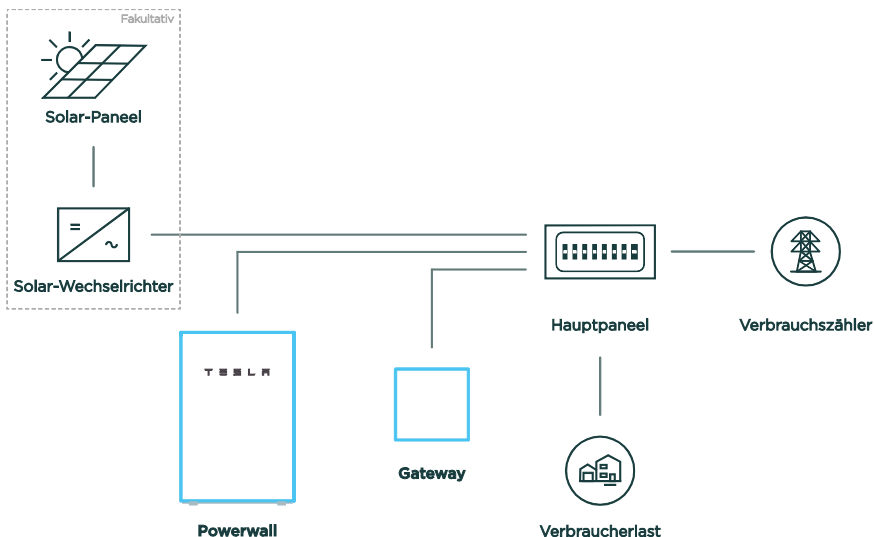 Fakultativ
Solar-Paneel
Solar-Wechselrichter
Hauptpaneel
Verbrauchszähler
TESLA
Gateway
Powerwall
Verbraucherlast